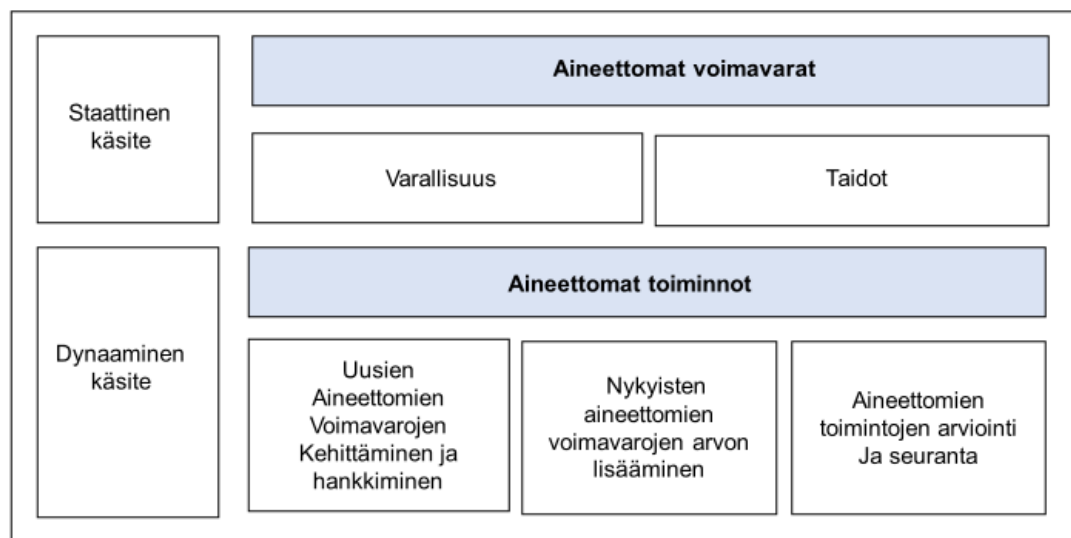 Staattinen
käsite
Aineettomat voimavarat
Varallisuus
Taidot
Dynaaminen
käsite
Aineettomat toiminnot
Uusien
Aineettomien
Voimavarojen
Kehittäminen ja
hankkiminen
Nykyisten
aineettomien
voimavarojen arvon
lisääminen
Aineettomien
toimintojen arviointi
Ja seuranta